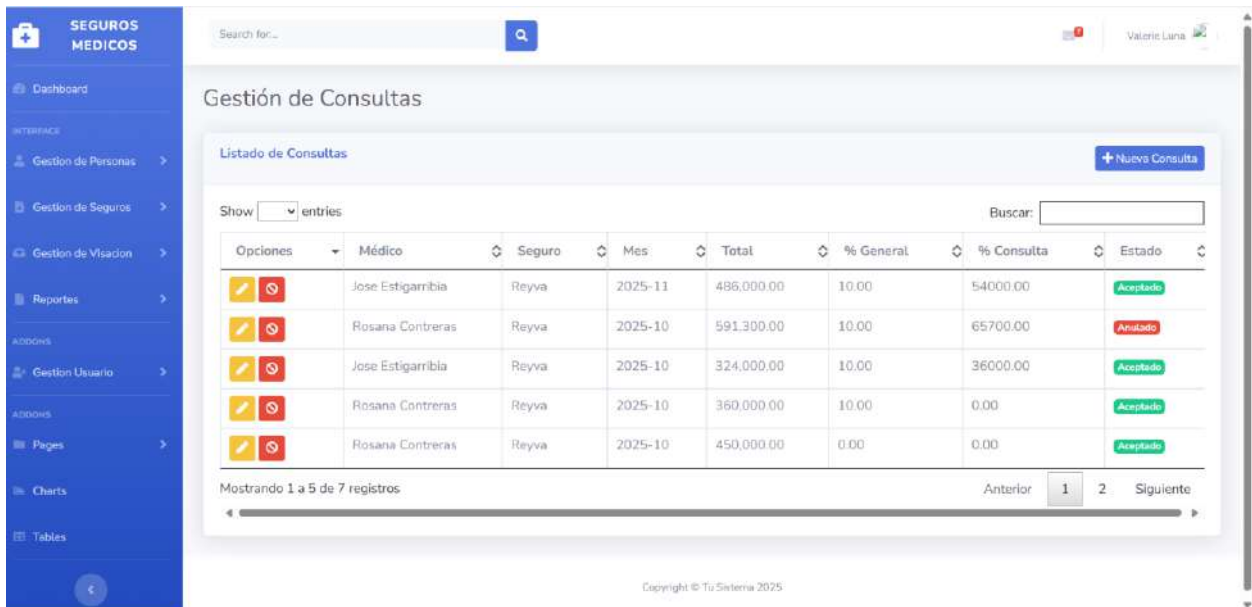 SEGUROS
MEDICOS
Search for...
7
Valerie Luna
Dashboard
INTERFACE
Gestion de Personas
Gestion de Seguros
Gestion de Visacion
Reportes
ADDONS
Gestion Usuario
ADDONS
Pages
Charts
Tables
Gestión de Consultas
Listado de Consultas
+ Nueva Consulta
Show entries
Buscar:
Opciones Médico Seguro Mes Total % General % Consulta Estado
Jose Estigarribia Reyva 2025-11 486,000.00 10.00 54000.00 Aceptado
Rosana Contreras Reyva 2025-10 591,300.00 10.00 65700.00 Anulado
Jose Estigarribia Reyva 2025-10 324,000.00 10.00 36000.00 Aceptado
Rosana Contreras Reyva 2025-10 360,000.00 10.00 0.00 Aceptado
Rosana Contreras Reyva 2025-10 450,000.00 0.00 0.00 Aceptado
Mostrando 1 a 5 de 7 registros
Anterior 1 2 Siguiente
Copyright © Tu Sistema 2025